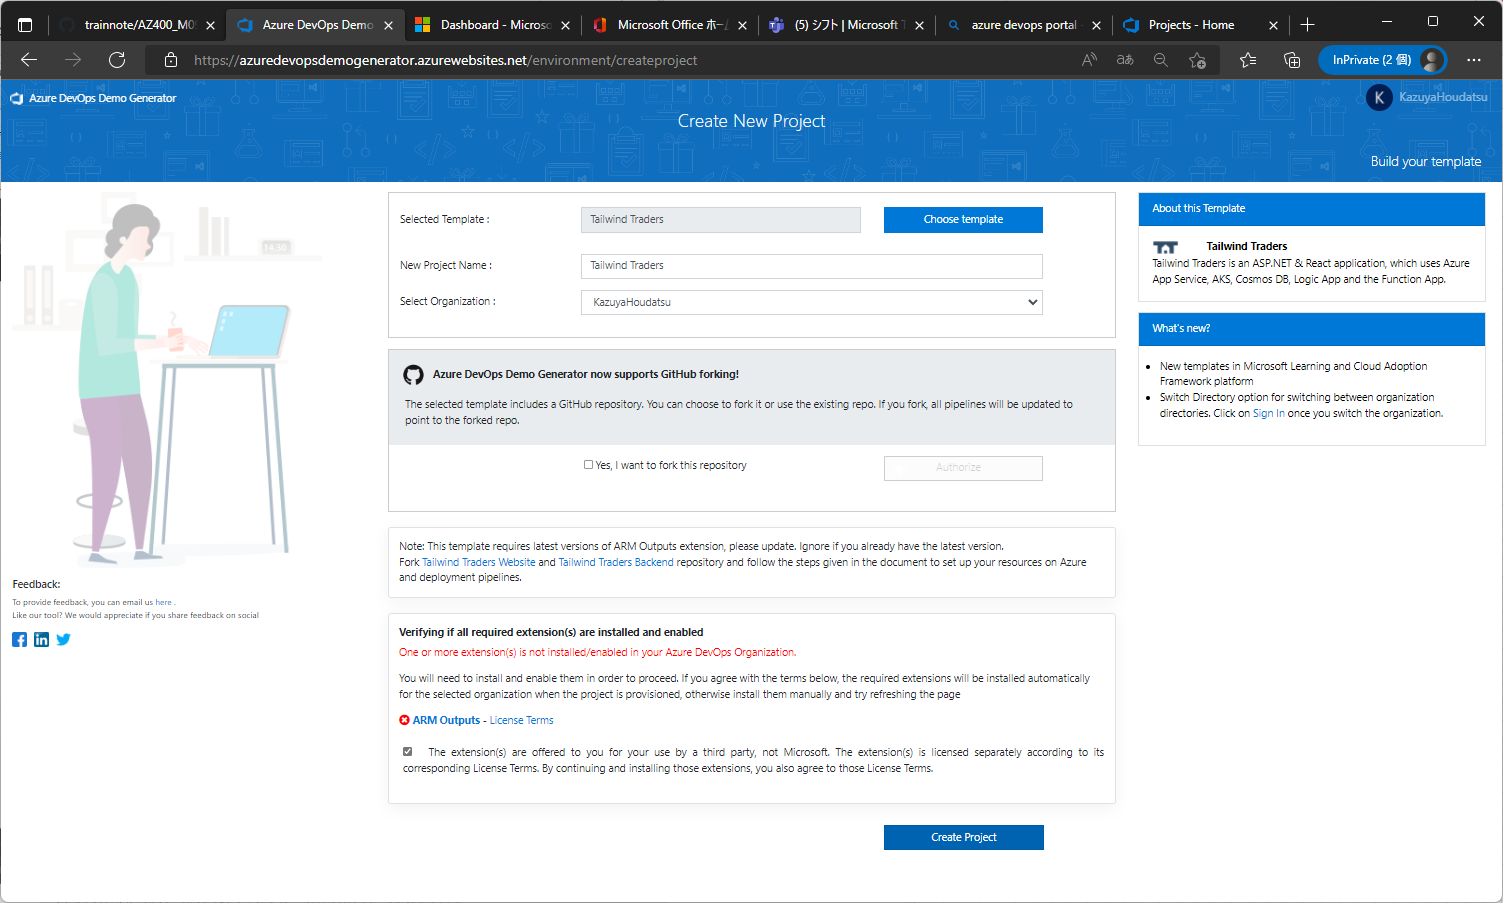 trainnote/AZ400_M0
Azure DevOps Demo
Dashboard - Micros
Microsoft Office ホーム
(5) シフト | Microsoft T
azure devops portal
Projects - Home
https://azuredevopsdemogenerator.azurewebsites.net/environment/createproject
InPrivate (2 個)
Azure DevOps Demo Generator
KazuyaHoudatsu
K
Create New Project
Build your template
14:30
Selected Template :
Tailwind Traders
Choose template
New Project Name :
Tailwind Traders
Select Organization :
KazuyaHoudatsu
Azure DevOps Demo Generator now supports GitHub forking!
The selected template includes a GitHub repository. You can choose to fork it or use the existing repo. If you fork, all pipelines will be updated to
point to the forked repo.
Yes, I want to fork this repository
Authorize
Note: This template requires latest versions of ARM Outputs extension, please update. Ignore if you already have the latest version.
Fork Tailwind Traders Website and Tailwind Traders Backend repository and follow the steps given in the document to set up your resources on Azure
and deployment pipelines.
Verifying if all required extension(s) are installed and enabled
One or more extension(s) is not installed/enabled in your Azure DevOps Organization.
You will need to install and enable them in order to proceed. If you agree with the terms below, the required extensions will be installed automatically
for the selected organization when the project is provisioned, otherwise install them manually and try refreshing the page
ARM Outputs - License Terms
The extension(s) are offered to you for your use by a third party, not Microsoft. The extension(s) is licensed separately according to its
corresponding License Terms. By continuing and installing those extensions, you also agree to those License Terms.
Create Project
About this Template
Tailwind Traders
Tailwind Traders is an ASP.NET & React application, which uses Azure
App Service, AKS, Cosmos DB, Logic App and the Function App.
What's new?
New templates in Microsoft Learning and Cloud Adoption
Framework platform
Switch Directory option for switching between organization
directories. Click on Sign In once you switch the organization.
Feedback:
To provide feedback, you can email us here .
Like our tool? We would appreciate if you share feedback on social